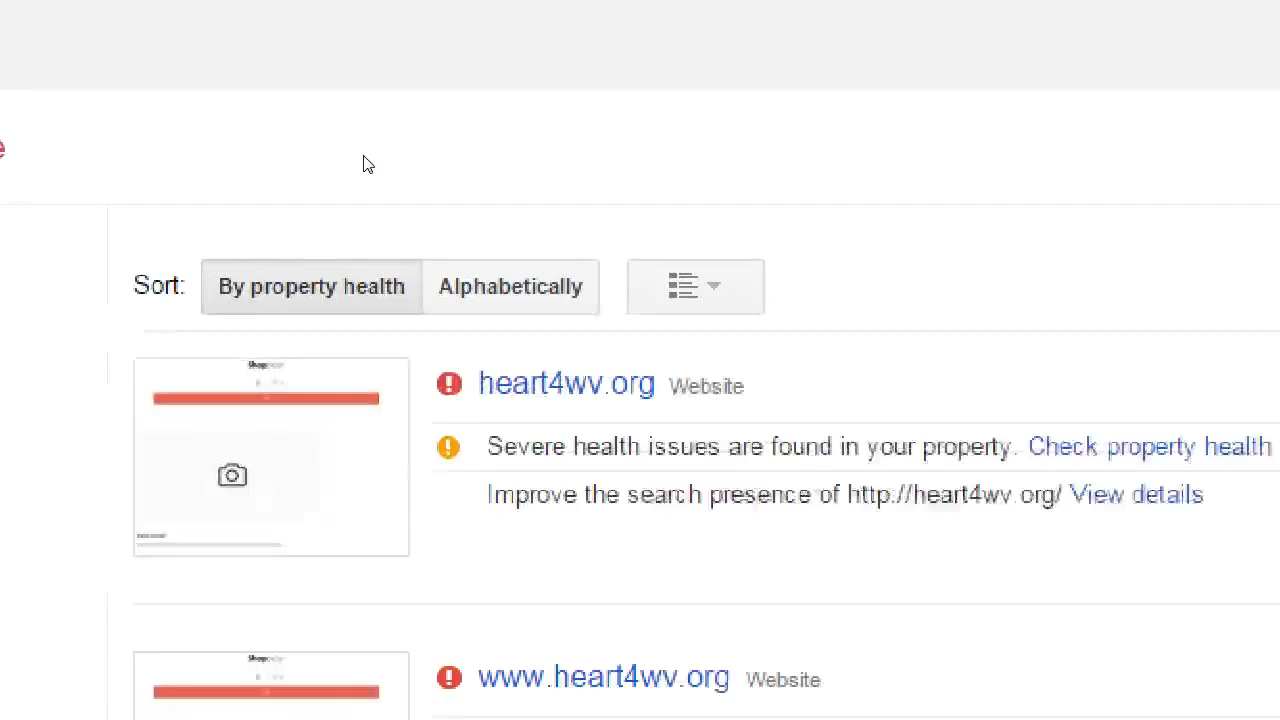 e
Sort: By property health Alphabetically
heart4wv.org Website
Severe health issues are found in your property. Check property health
Improve the search presence of http://heart4wv.org/ View details
www.heart4wv.org Website